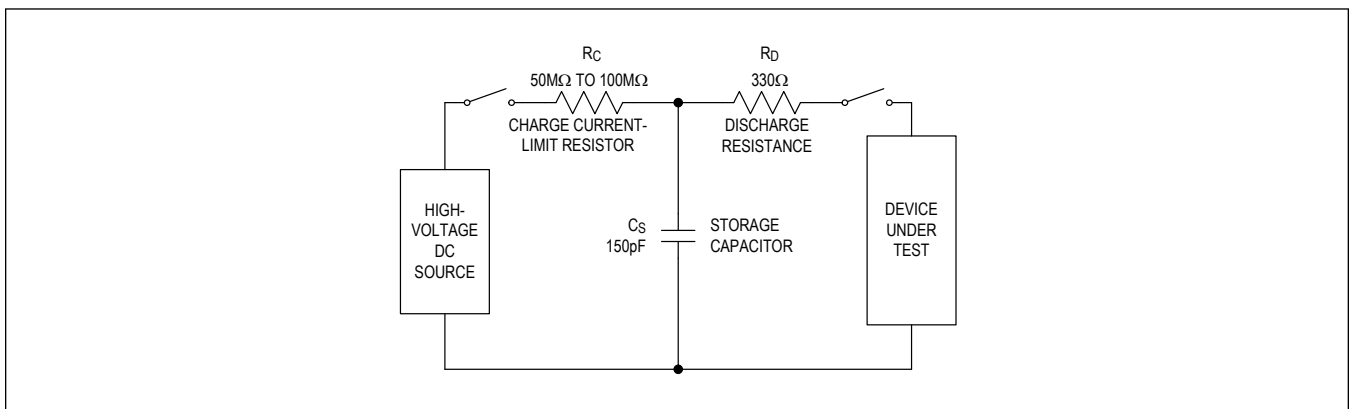 RC
50MΩ TO 100MΩ
CHARGE CURRENT-
LIMIT RESISTOR
RD
330Ω
DISCHARGE
RESISTANCE
HIGH-
VOLTAGE
DC
SOURCE
CS
150pF
STORAGE
CAPACITOR
DEVICE
UNDER
TEST